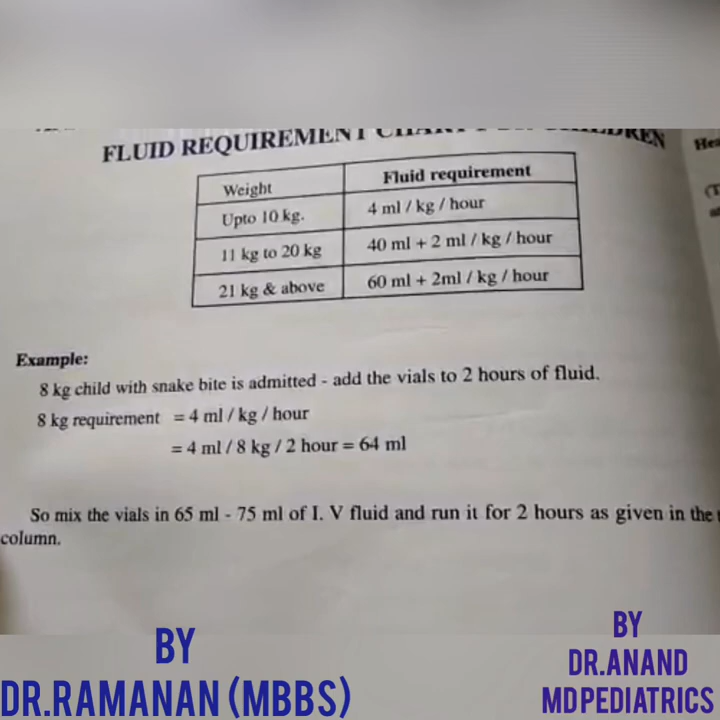 FLUID REQUIREMENT CHILDREN
Hea
Weight Fluid requirement
Upto 10 kg. 4 ml / kg / hour
11 kg to 20 kg 40 ml + 2 ml / kg / hour
21 kg & above 60 ml + 2ml / kg / hour
Example:
8 kg child with snake bite is admitted - add the vials to 2 hours of fluid.
8 kg requirement = 4 ml / kg / hour
= 4 ml / 8 kg / 2 hour = 64 ml
So mix the vials in 65 ml - 75 ml of I. V fluid and run it for 2 hours as given in the
column.
BY
DR.RAMANAN (MBBS)
BY
DR.ANAND
MD PEDIATRICS